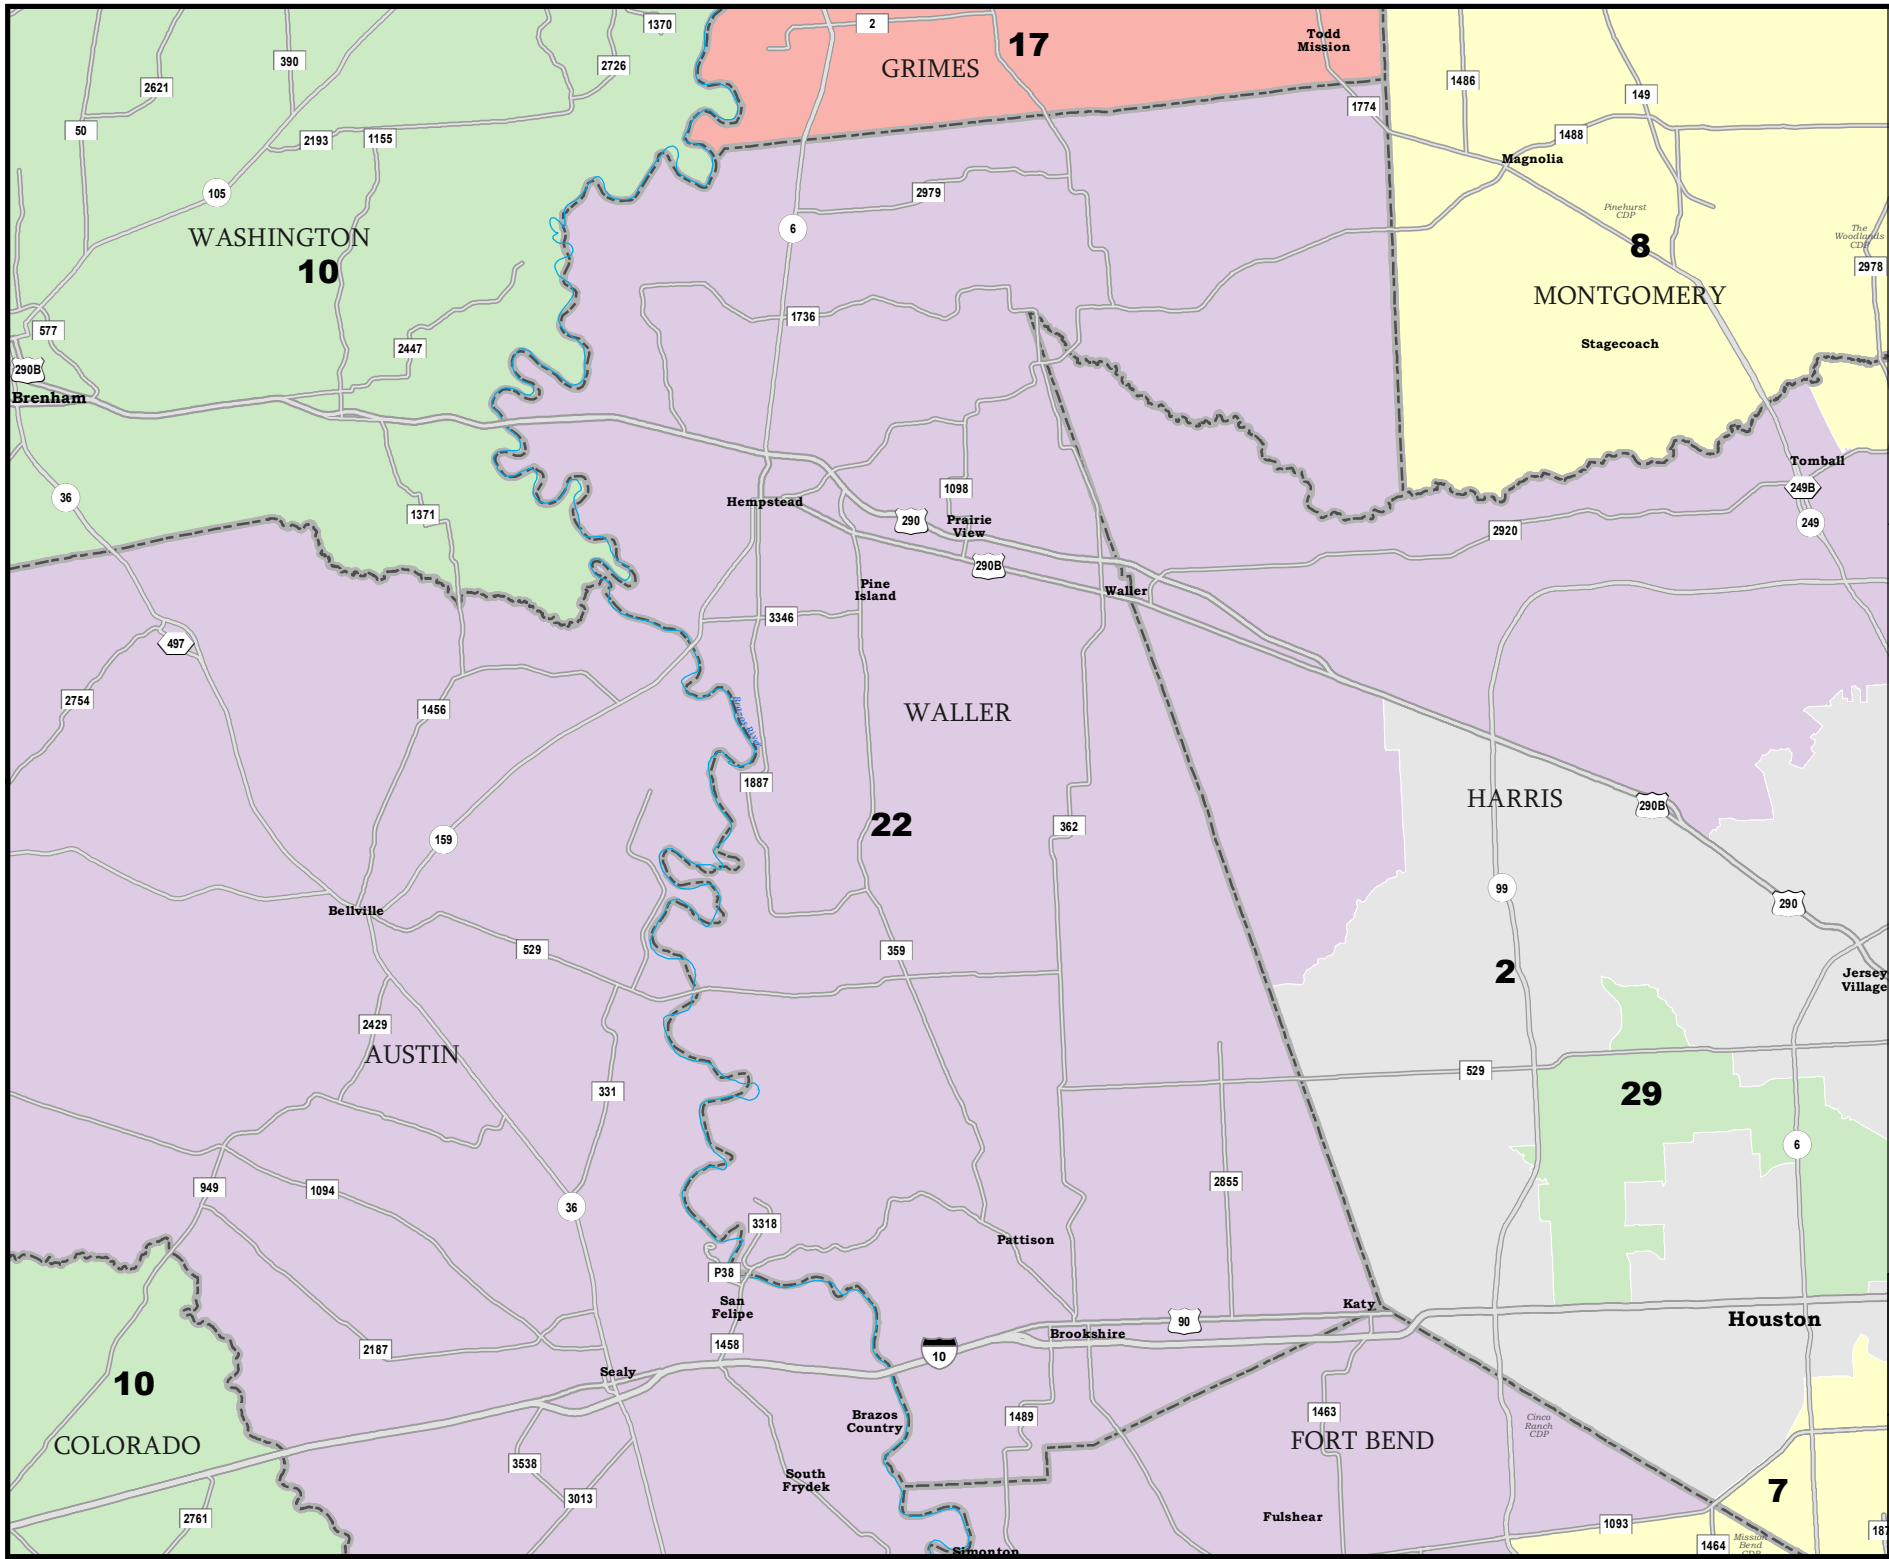 1370
2
17
Todd
Mission
GRIMES
390
2726
2621
1486
149
1774
50
2193
1155
1488
Magnolia
105
2979
Pinehurst
CDP
6
WASHINGTON
10
8
The
Woodlands
CDP
2978
MONTGOMERY
1736
577
2447
Stagecoach
290B
Brenham
Tomball
249B
36
1098
Hempstead
1371
290
Prairie
View
2920
249
290B
Pine
Island
Waller
3346
497
2754
1456
WALLER
Brazos River
1887
HARRIS
290B
22
362
159
99
290
Bellville
529
359
2
Jersey
Village
2429
AUSTIN
529
331
29
6
949
1094
2855
36
3318
Pattison
P38
San
Felipe
Katy
90
Houston
Brookshire
1458
2187
10
Sealy
10
Brazos
Country
1489
1463
Cinco
Ranch
CDP
COLORADO
FORT BEND
3538
South
Frydek
7
3013
2761
Fulshear
1093
1464
Mission
Bend
CDP
187
Simonton